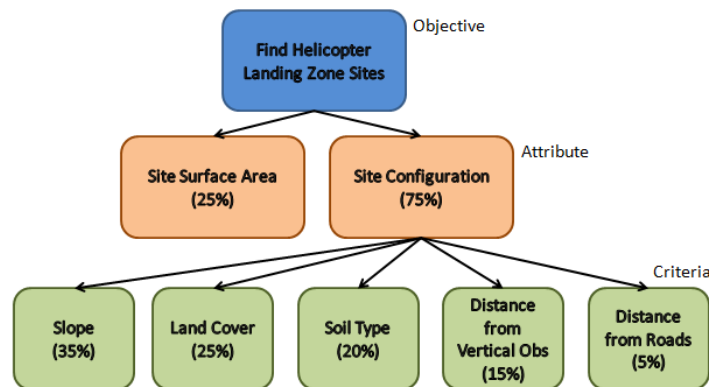 Objective
Find Helicopter
Landing Zone Sites
Attribute
Site Surface Area
(25%)
Site Configuration
(75%)
Criteria
Slope
(35%)
Land Cover
(25%)
Soil Type
(20%)
Distance
from
Vertical Obs
(15%)
Distance
from Roads
(5%)